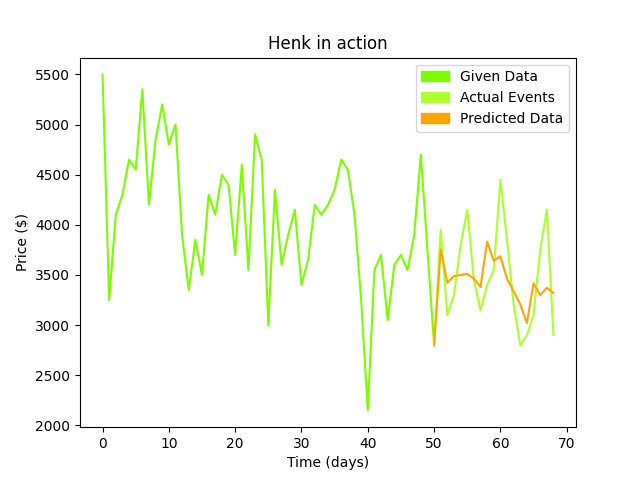 Henk in action
Given Data
Actual Events
Predicted Data
Price ($)
5500
5000
4500
4000
3500
3000
2500
2000
0 10 20 30 40 50 60 70
Time (days)